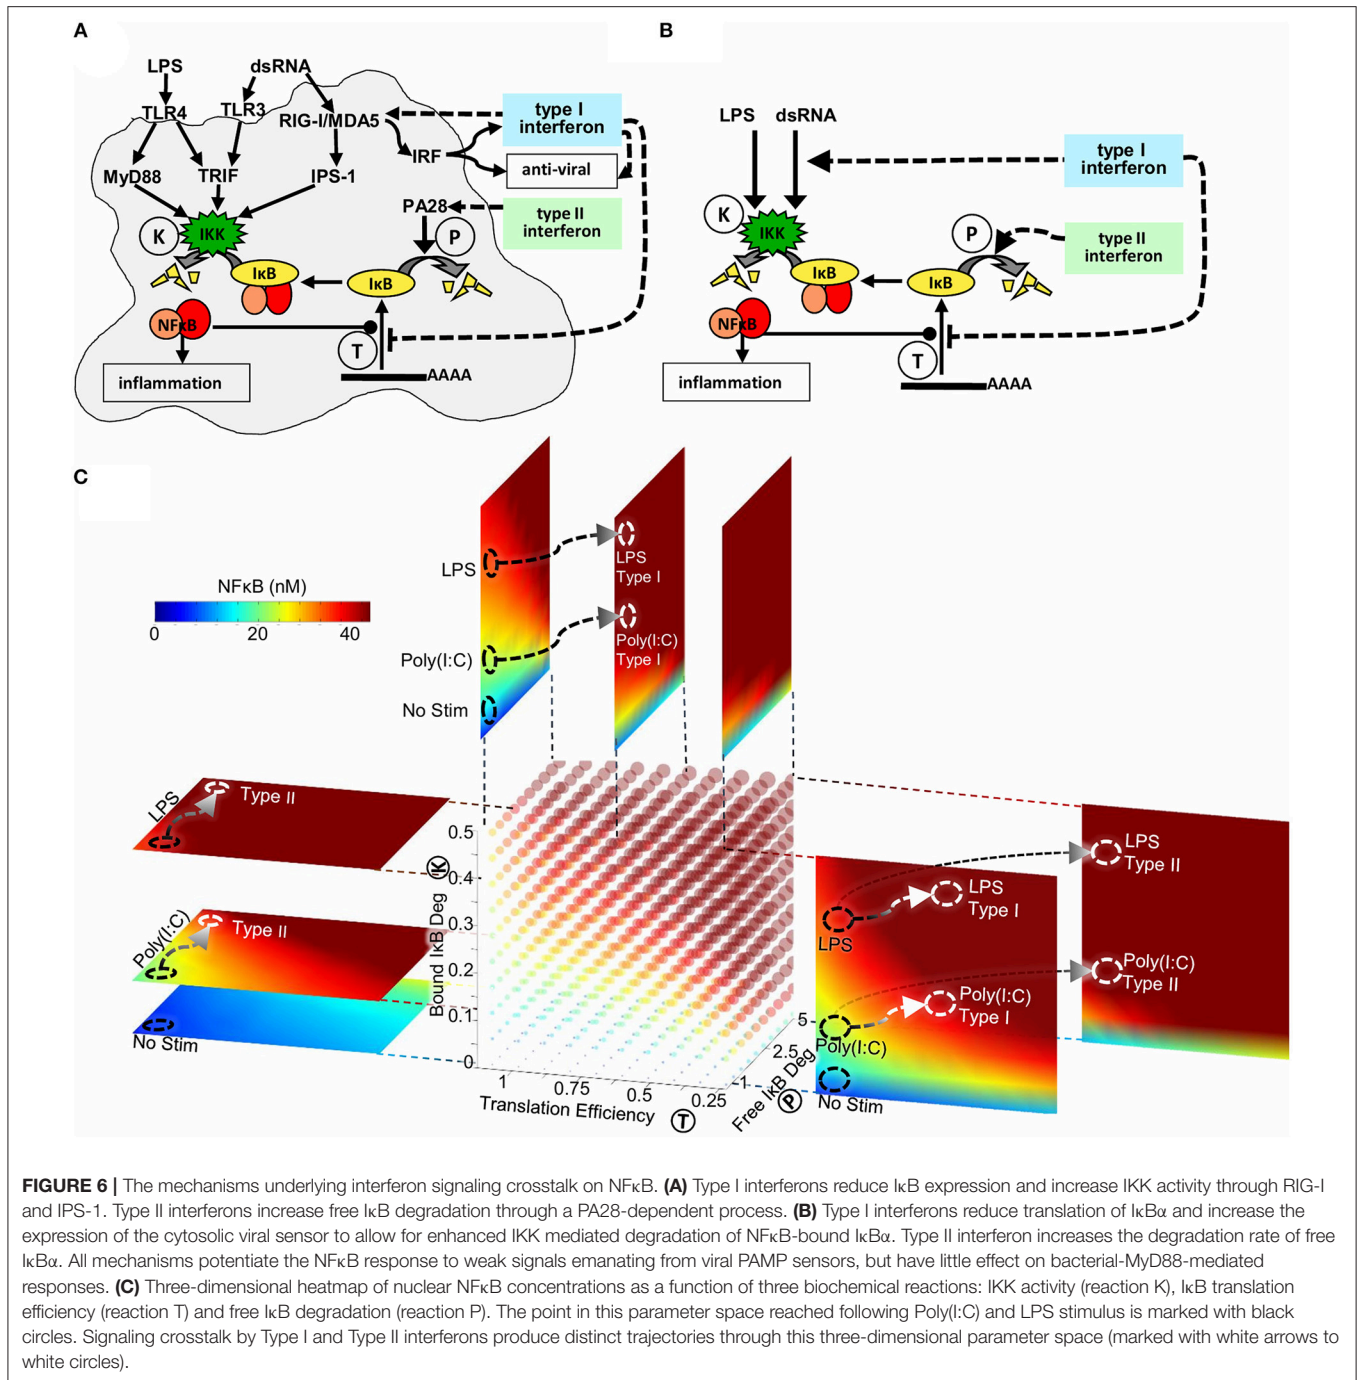 A
LPS
dsRNA
TLR4
TLR3
RIG-I/MDA5
type I
interferon
IRF
anti-viral
MyD88
TRIF
IPS-1
PA28
type II
interferon
K
IKK
P
IκB
IκB
NFκB
T
AAAA
inflammation
B
LPS
dsRNA
type I
interferon
K
IKK
P
type II
interferon
IκB
IκB
NFκB
T
AAAA
inflammation
C
NFκB (nM)
0
20
40
LPS
Poly(I:C)
No Stim
LPS
Type I
Poly(I:C)
Type I
LPS
Type II
Poly(I:C)
Type II
No Stim
Bound IκB Deg K
0.5
0.4
0.3
0.2
0.1
0
1
0.75
0.5
0.25
Translation Efficiency T
1
2.5
5
Free IκB Deg P
LPS
LPS
Type I
Poly(I:C)
Poly(I:C)
Type I
No Stim
LPS
Type II
Poly(I:C)
Type II
FIGURE 6 | The mechanisms underlying interferon signaling crosstalk on NFκB. (A) Type I interferons reduce IκB expression and increase IKK activity through RIG-I
and IPS-1. Type II interferons increase free IκB degradation through a PA28-dependent process. (B) Type I interferons reduce translation of IκBα and increase the
expression of the cytosolic viral sensor to allow for enhanced IKK mediated degradation of NFκB-bound IκBα. Type II interferon increases the degradation rate of free
IκBα. All mechanisms potentiate the NFκB response to weak signals emanating from viral PAMP sensors, but have little effect on bacterial-MyD88-mediated
responses. (C) Three-dimensional heatmap of nuclear NFκB concentrations as a function of three biochemical reactions: IKK activity (reaction K), IκB translation
efficiency (reaction T) and free IκB degradation (reaction P). The point in this parameter space reached following Poly(I:C) and LPS stimulus is marked with black
circles. Signaling crosstalk by Type I and Type II interferons produce distinct trajectories through this three-dimensional parameter space (marked with white arrows to
white circles).